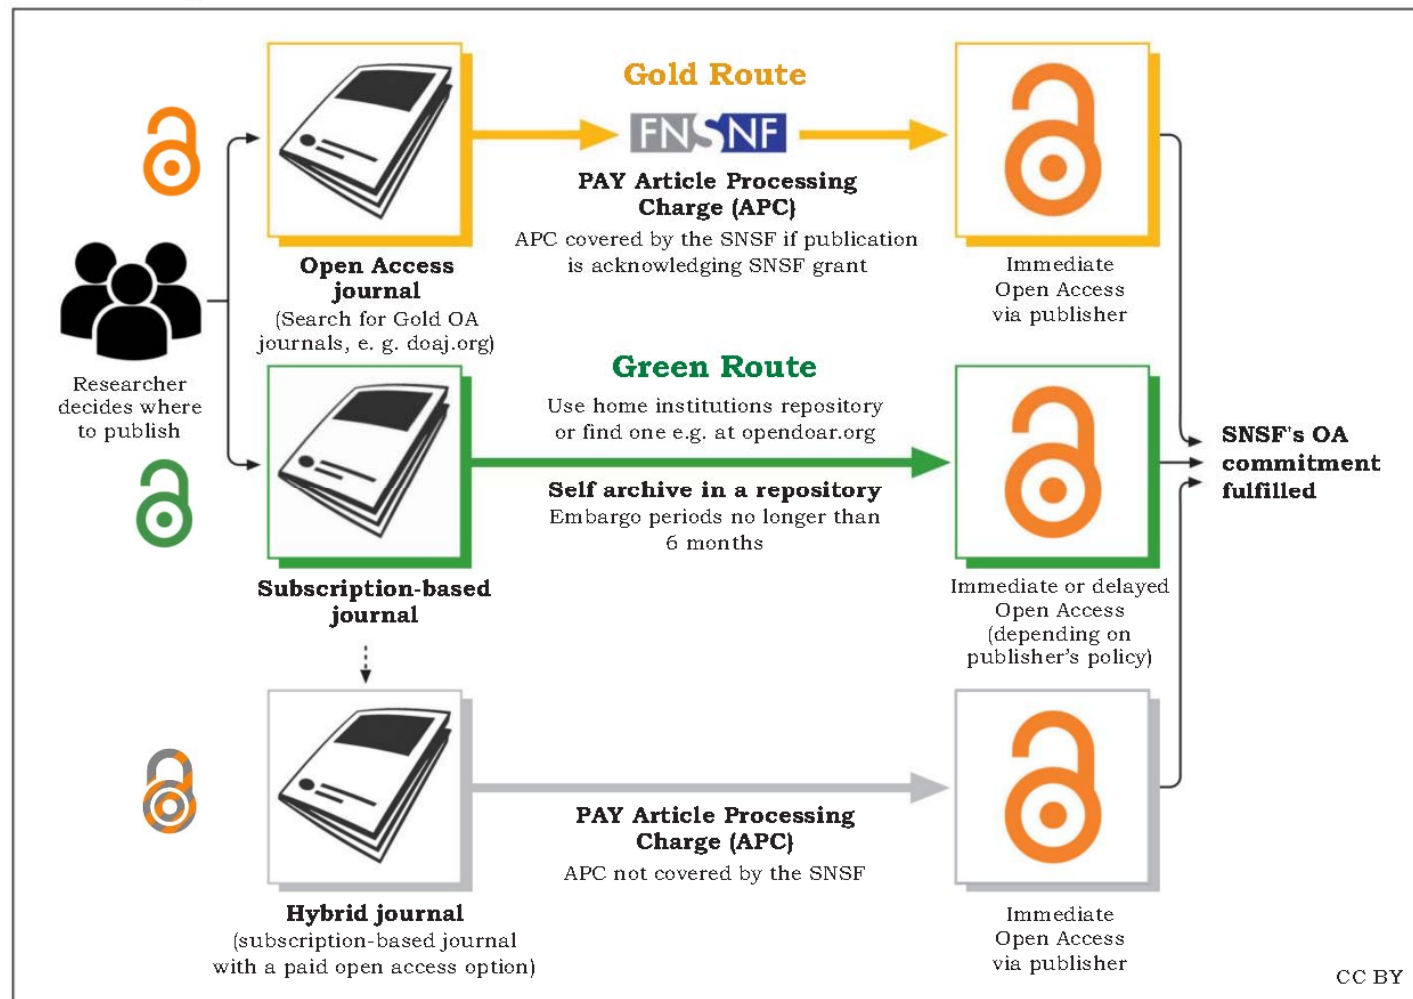 Gold Route
FNSNF
PAY Article Processing
Charge (APC)
APC covered by the SNSF if publication
is acknowledging SNSF grant
Open Access
journal
(Search for Gold OA
journals, e. g. doaj.org)
Immediate
Open Access
via publisher
Researcher
decides where
to publish
Green Route
Use home institutions repository
or find one e.g. at opendoar.org
Self archive in a repository
Embargo periods no longer than
6 months
Subscription-based
journal
Immediate or delayed
Open Access
(depending on
publisher’s policy)
SNSF's OA
commitment
fulfilled
PAY Article Processing
Charge (APC)
APC not covered by the SNSF
Hybrid journal
(subscription-based journal
with a paid open access option)
Immediate
Open Access
via publisher
CC BY